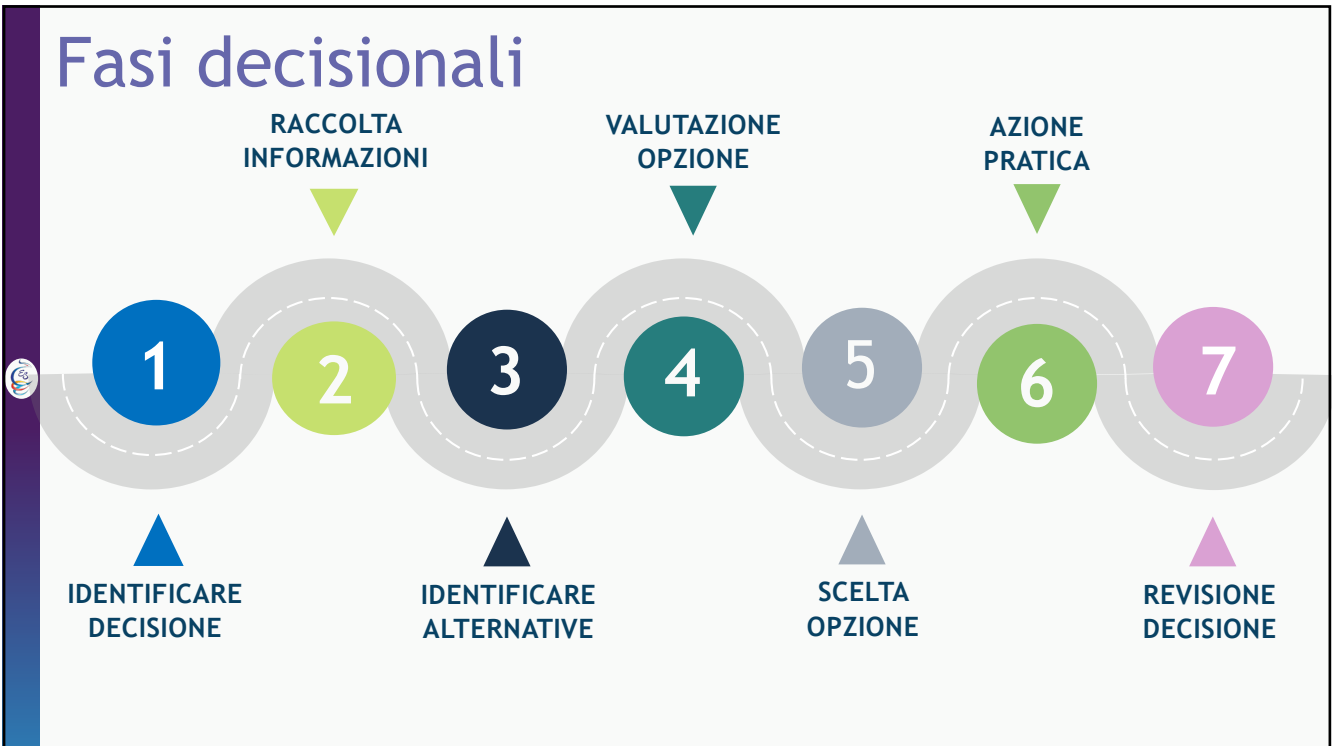 Fasi decisionali
RACCOLTA
INFORMAZIONI
VALUTAZIONE
OPZIONE
AZIONE
PRATICA
1
2
3
4
5
6
7
IDENTIFICARE
DECISIONE
IDENTIFICARE
ALTERNATIVE
SCELTA
OPZIONE
REVISIONE
DECISIONE